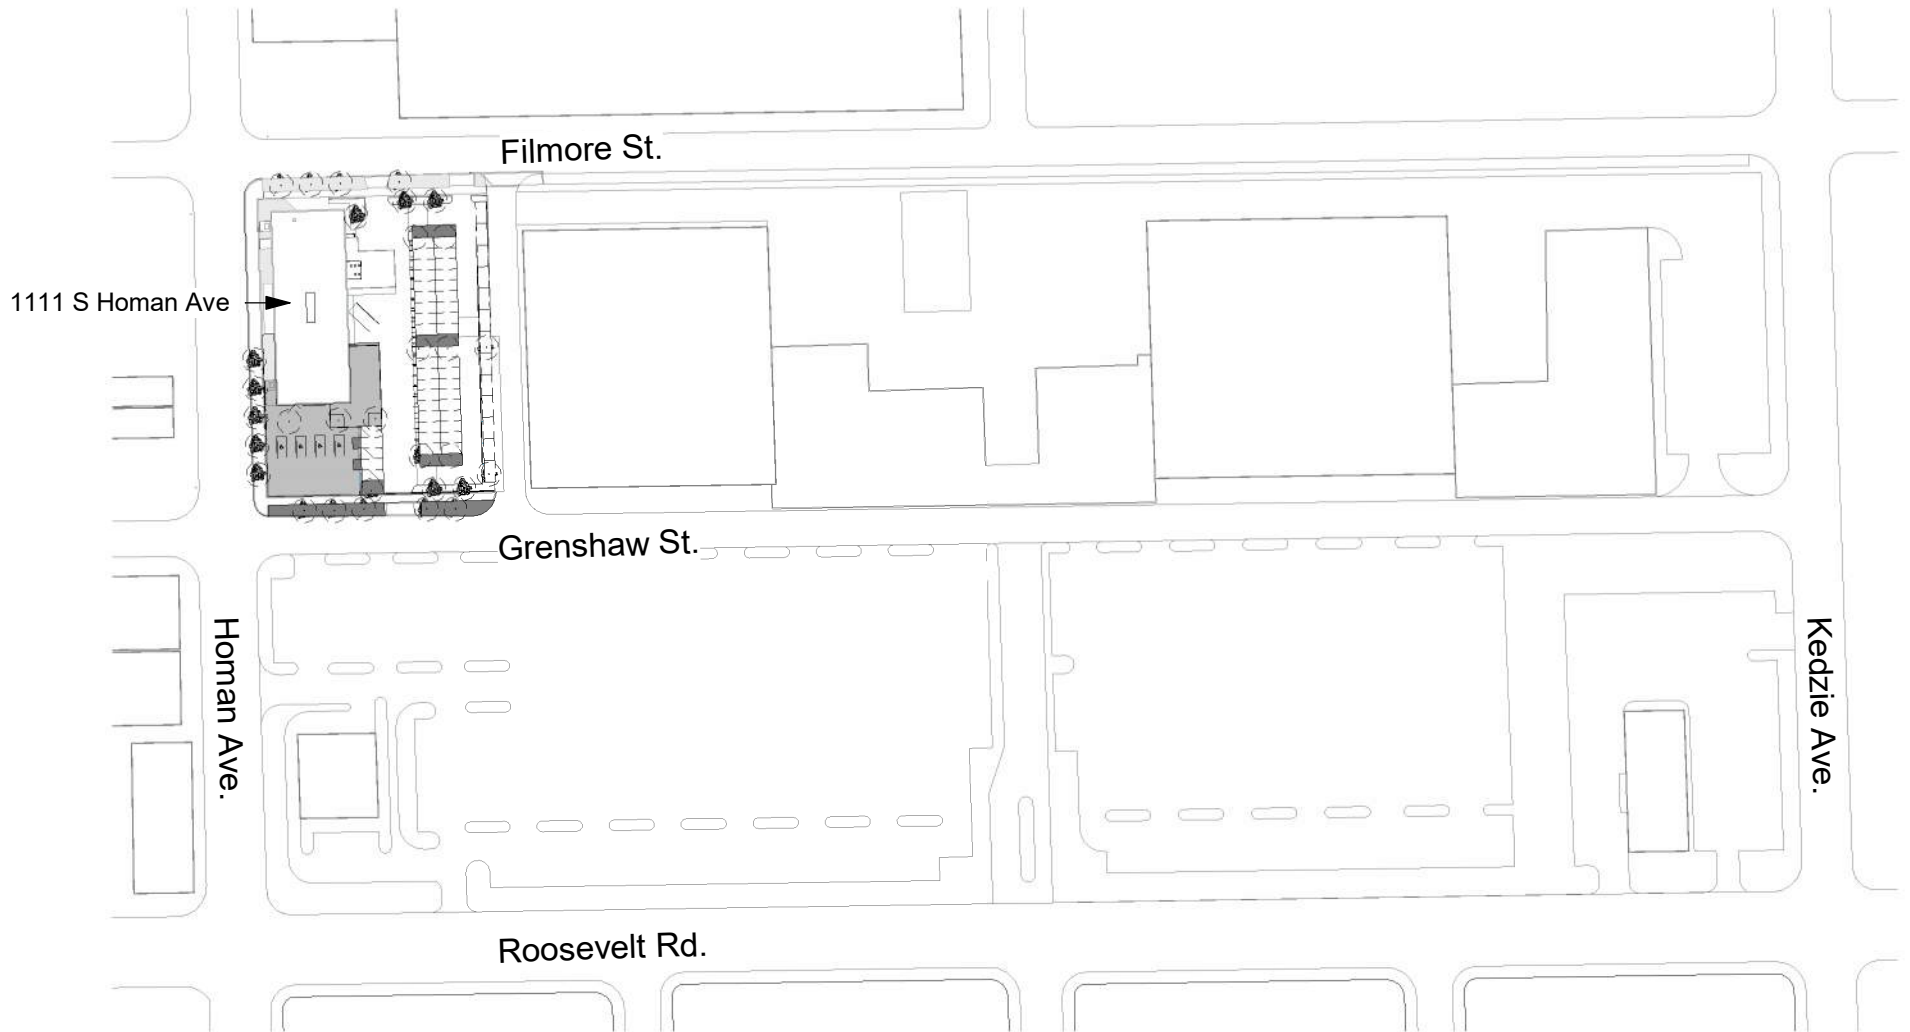 Filmore St.
1111 S Homan Ave
Grenshaw St.
Homan Ave.
Kedzie Ave.
Roosevelt Rd.